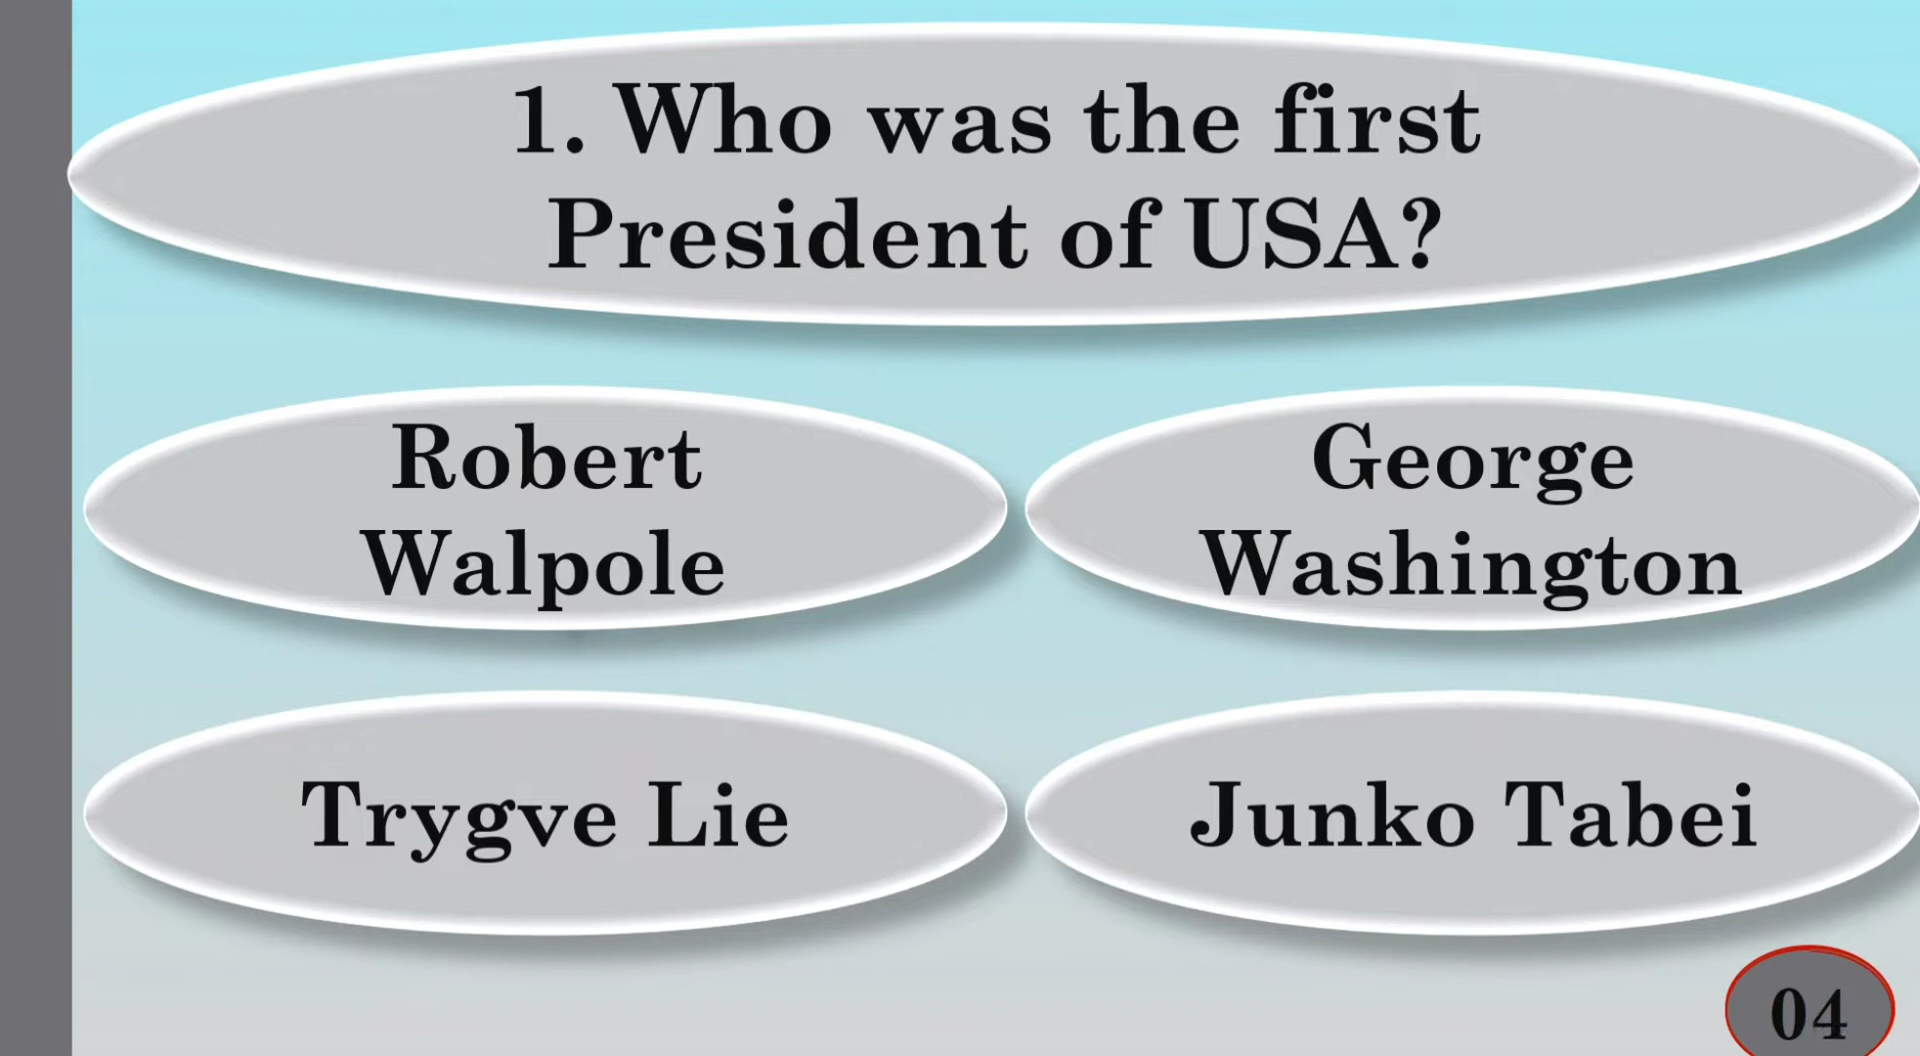 1. Who was the first
President of USA?
Robert
Walpole
George
Washington
Trygve Lie
Junko Tabei
04